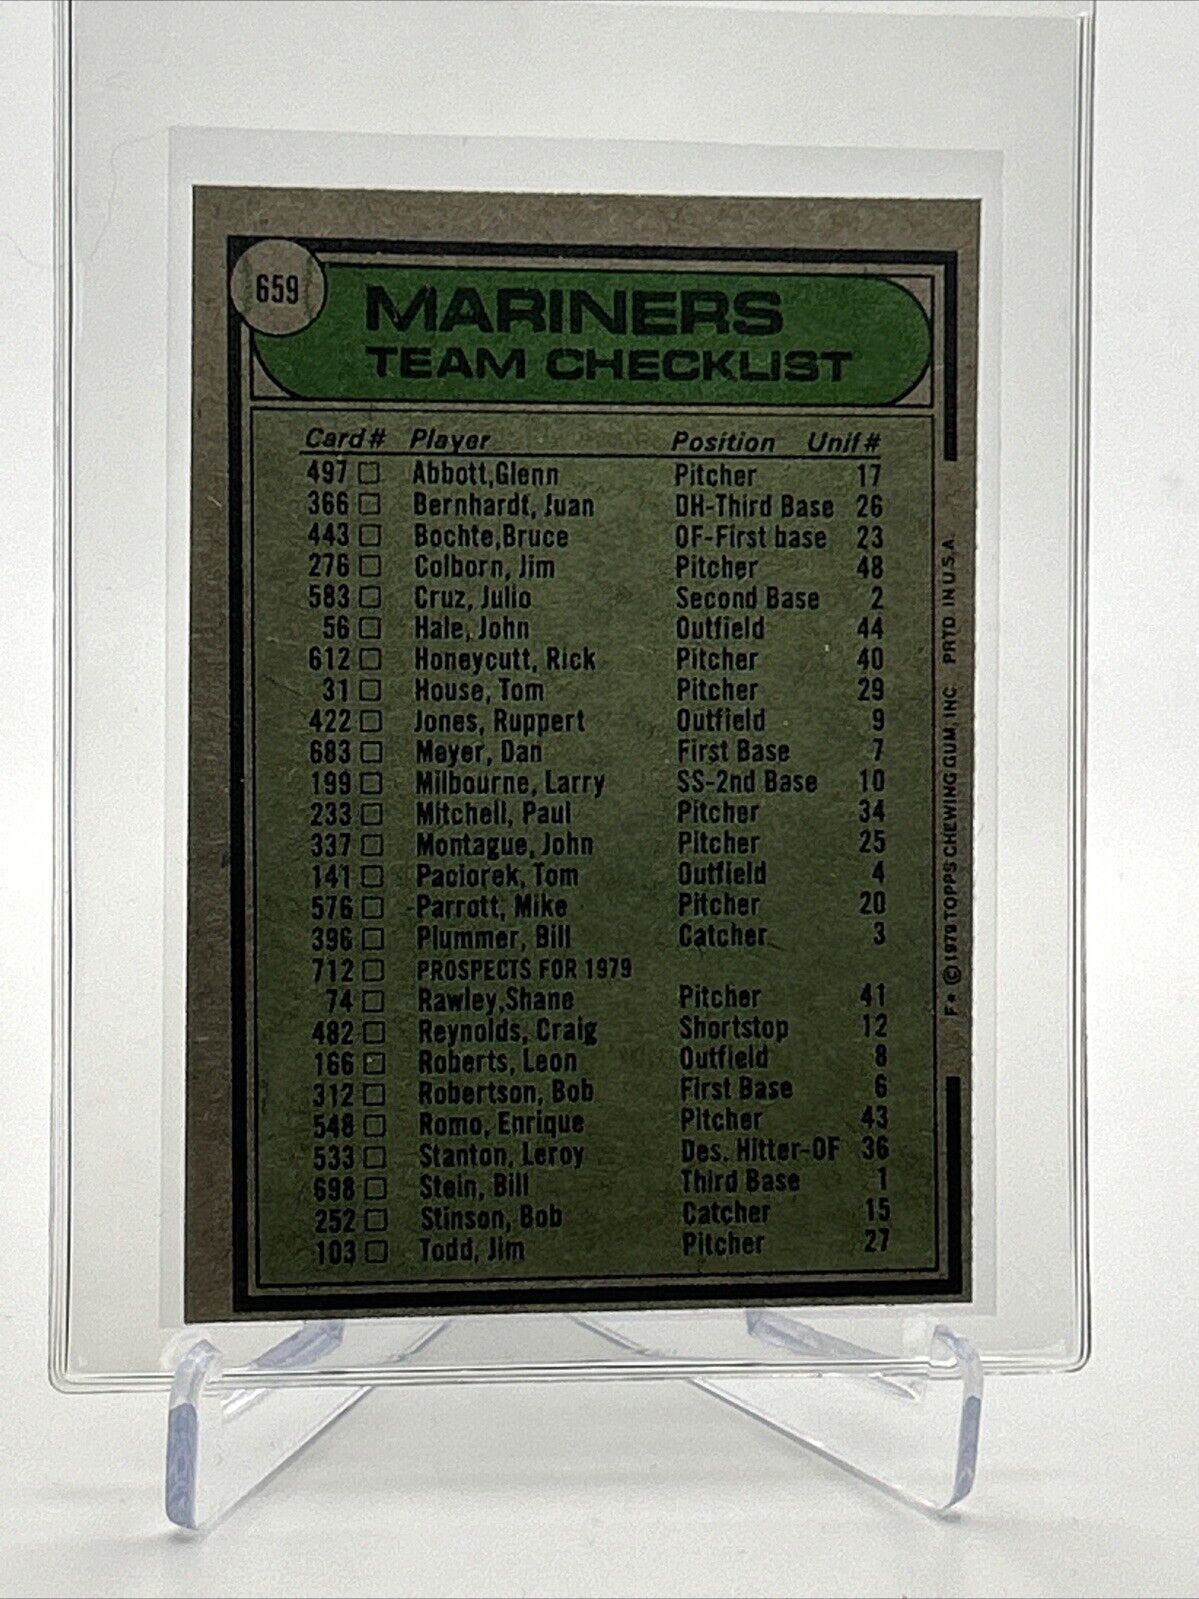 659
MARINERS
TEAM CHECKLIST
Card # Player Position Unif #
497 Abbott,Glenn Pitcher 17
366 Bernhardt, Juan DH-Third Base 26
443 Bochte,Bruce OF-First base 23
276 Colborn, Jim Pitcher 48
583 Cruz, Julio Second Base 2
56 Hale, John Outfield 44
612 Honeycutt, Rick Pitcher 40
31 House, Tom Pitcher 29
422 Jones, Ruppert Outfield 9
683 Meyer, Dan First Base 7
199 Milbourne, Larry SS-2nd Base 10
233 Mitchell, Paul Pitcher 34
337 Montague, John Pitcher 25
141 Paciorek, Tom Outfield 4
576 Parrott, Mike Pitcher 20
396 Plummer, Bill Catcher 3
712 PROSPECTS FOR 1979
74 Rawley,Shane Pitcher 41
482 Reynolds, Craig Shortstop 12
166 Roberts, Leon Outfield 8
312 Robertson, Bob First Base 6
548 Romo, Enrique Pitcher 43
533 Stanton, Leroy Des. Hitter-OF 36
698 Stein, Bill Third Base 1
252 Stinson, Bob Catcher 15
103 Todd, Jim Pitcher 27
F* © 1979 TOPPS CHEWING GUM, INC PRTD IN U.S.A.